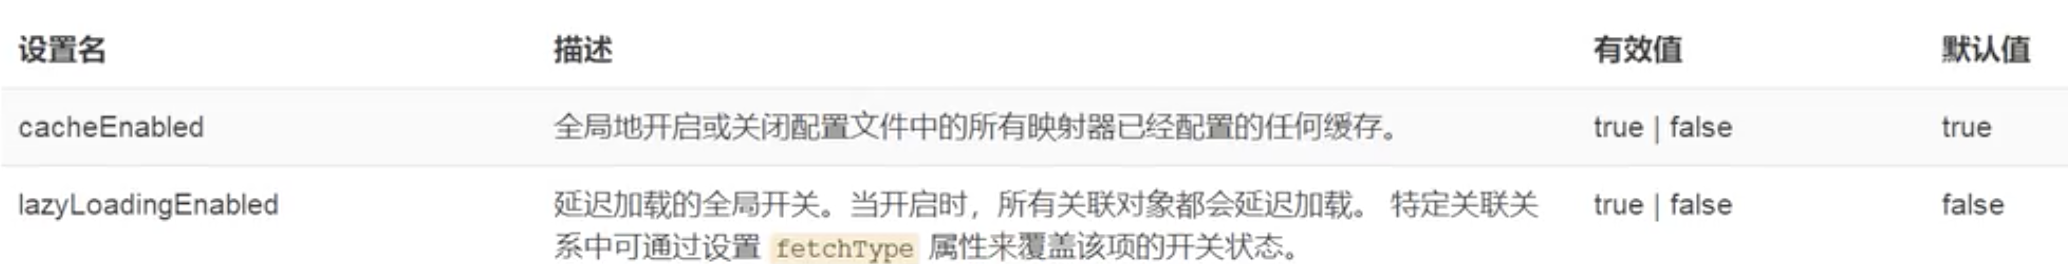 设置名 描述 有效值 默认值
cacheEnabled 全局地开启或关闭配置文件中的所有映射器已经配置的任何缓存。 true | false true
lazyLoadingEnabled 延迟加载的全局开关。当开启时，所有关联对象都会延迟加载。 特定关联关 true | false false
系中可通过设置 fetchType 属性来覆盖该项的开关状态。